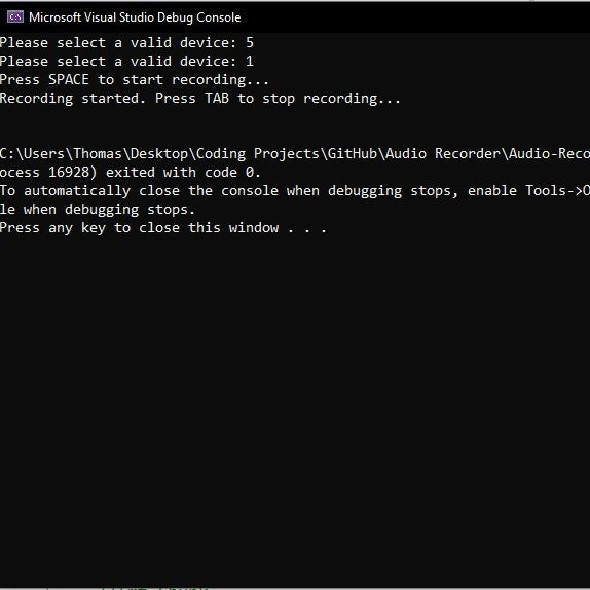 Microsoft Visual Studio Debug Console
Please select a valid device: 5
Please select a valid device: 1
Press SPACE to start recording...
Recording started. Press TAB to stop recording...
C:\Users\Thomas\Desktop\Coding Projects\GitHub\Audio Recorder\Audio-Reco
ocess 16928) exited with code 0.
To automatically close the console when debugging stops, enable Tools->O
le when debugging stops.
Press any key to close this window . . .